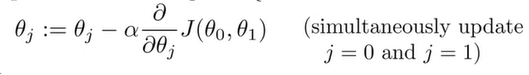 θ_j := θ_j − α ∂/∂θ_j J(θ_0, θ_1) (simultaneously update
j = 0 and j = 1)